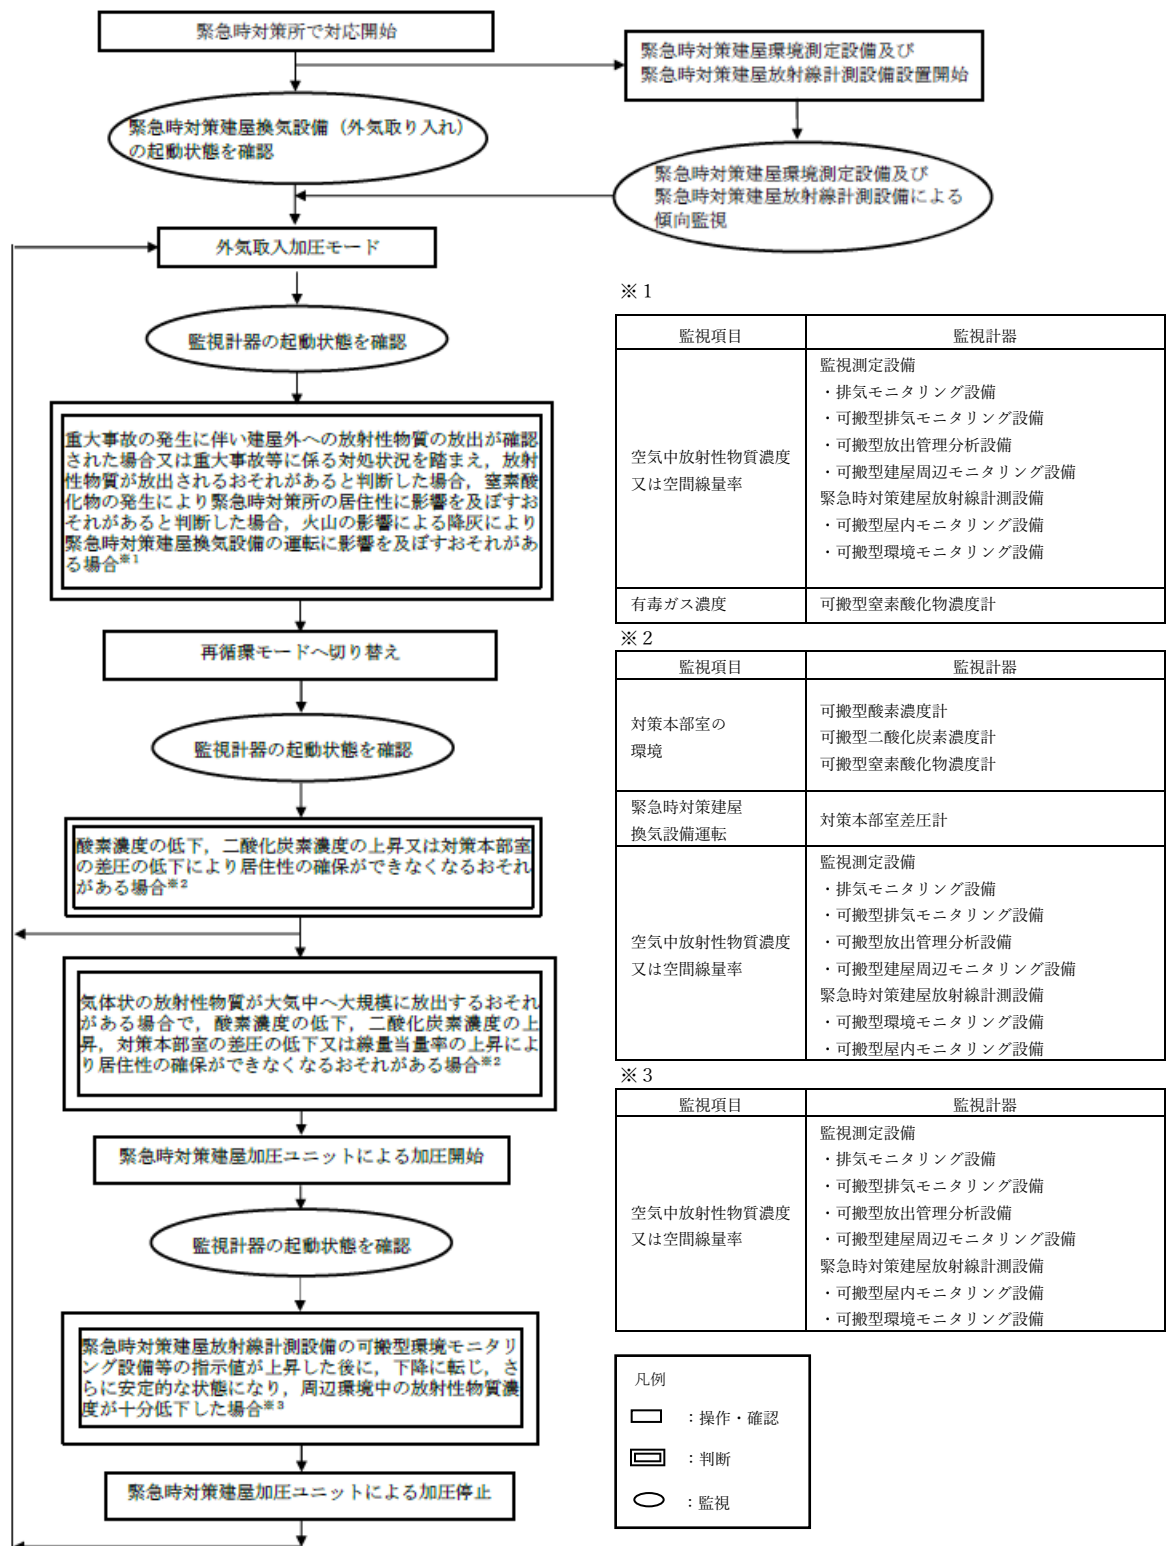 緊急時対策所で対応開始
緊急時対策建屋環境測定設備及び
緊急時対策建屋放射線計測設備設置開始
緊急時対策建屋換気設備（外気取り入れ）
の起動状態を確認
緊急時対策建屋環境測定設備及び
緊急時対策建屋放射線計測設備による
傾向監視
外気取入加圧モード
監視計器の起動状態を確認
重大事故の発生に伴い建屋外への放射性物質の放出が確認
された場合又は重大事故等に係る対処状況を踏まえ，放射
性物質が放出されるおそれがあると判断した場合，窒素酸
化物の発生により緊急時対策所の居住性に影響を及ぼすお
それがあると判断した場合，火山の影響による降灰により
緊急時対策建屋換気設備の運転に影響を及ぼすおそれがあ
る場合※1
再循環モードへ切り替え
監視計器の起動状態を確認
酸素濃度の低下，二酸化炭素濃度の上昇又は対策本部室
の差圧の低下により居住性の確保ができなくなるおそれ
がある場合※2
気体状の放射性物質が大気中へ大規模に放出するおそれ
がある場合で，酸素濃度の低下，二酸化炭素濃度の上
昇，対策本部室の差圧の低下又は線量当量率の上昇によ
り居住性の確保ができなくなるおそれがある場合※2
緊急時対策建屋加圧ユニットによる加圧開始
監視計器の起動状態を確認
緊急時対策建屋放射線計測設備の可搬型環境モニタリ
ング設備等の指示値が上昇した後に，下降に転じ，さ
らに安定的な状態になり，周辺環境中の放射性物質濃
度が十分低下した場合※3
緊急時対策建屋加圧ユニットによる加圧停止
※１
監視項目 監視計器
空気中放射性物質濃度
又は空間線量率
監視測定設備
・排気モニタリング設備
・可搬型排気モニタリング設備
・可搬型放出管理分析設備
・可搬型建屋周辺モニタリング設備
緊急時対策建屋放射線計測設備
・可搬型屋内モニタリング設備
・可搬型環境モニタリング設備
有毒ガス濃度 可搬型窒素酸化物濃度計
※２
監視項目 監視計器
対策本部室の
環境
可搬型酸素濃度計
可搬型二酸化炭素濃度計
可搬型窒素酸化物濃度計
緊急時対策建屋
換気設備運転
対策本部室差圧計
空気中放射性物質濃度
又は空間線量率
監視測定設備
・排気モニタリング設備
・可搬型排気モニタリング設備
・可搬型放出管理分析設備
・可搬型建屋周辺モニタリング設備
緊急時対策建屋放射線計測設備
・可搬型環境モニタリング設備
・可搬型屋内モニタリング設備
※３
監視項目 監視計器
空気中放射性物質濃度
又は空間線量率
監視測定設備
・排気モニタリング設備
・可搬型排気モニタリング設備
・可搬型放出管理分析設備
・可搬型建屋周辺モニタリング設備
緊急時対策建屋放射線計測設備
・可搬型屋内モニタリング設備
・可搬型環境モニタリング設備
凡例
：操作・確認
：判断
：監視